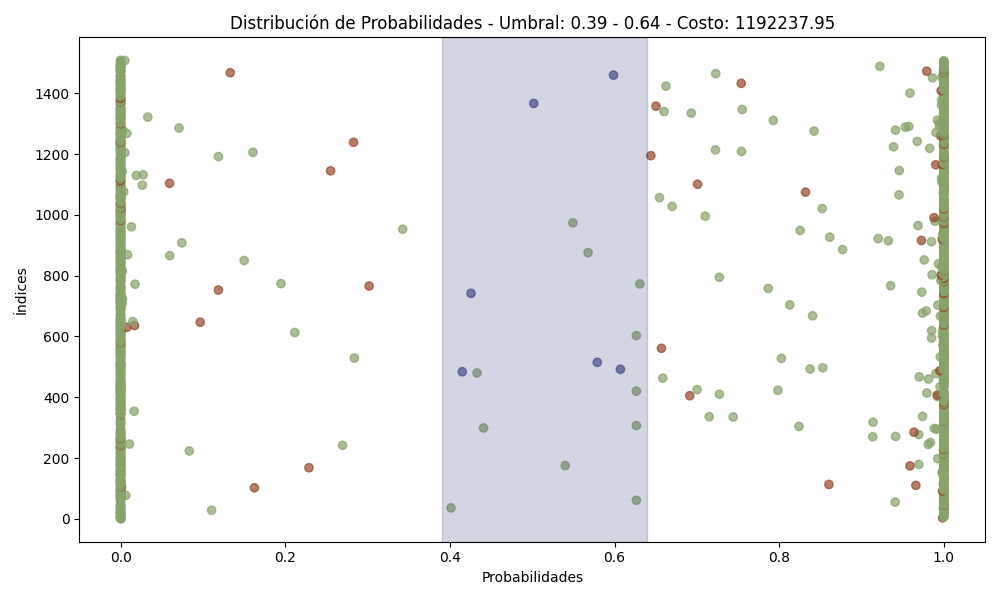 Distribución de Probabilidades - Umbral: 0.39 - 0.64 - Costo: 1192237.95
Índices
1400
1200
1000
800
600
400
200
0
0.0 0.2 0.4 0.6 0.8 1.0
Probabilidades